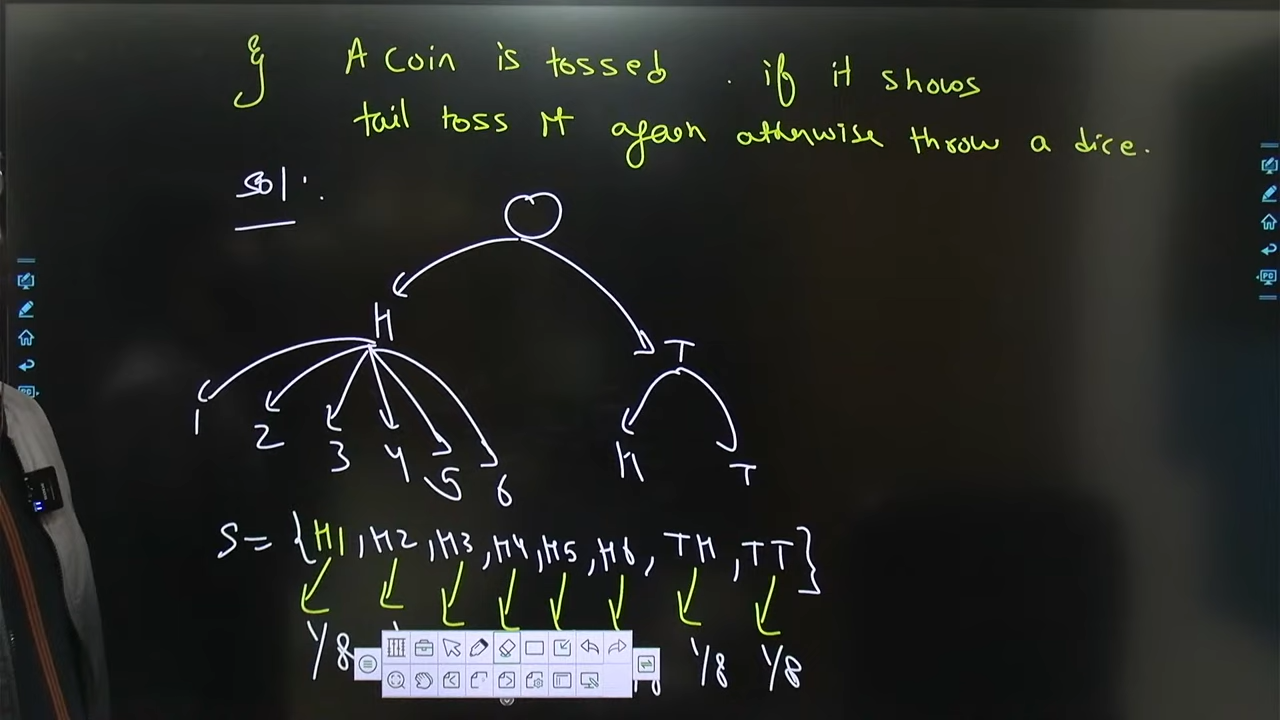 A coin is tossed . if it shows
tail toss it again otherwise throw a dice.
Sol :
H
T
1 2 3 4 5 6
H T
S = {H1, H2, H3, H4, H5, H6, TH, TT}
1/8 1/8 1/8